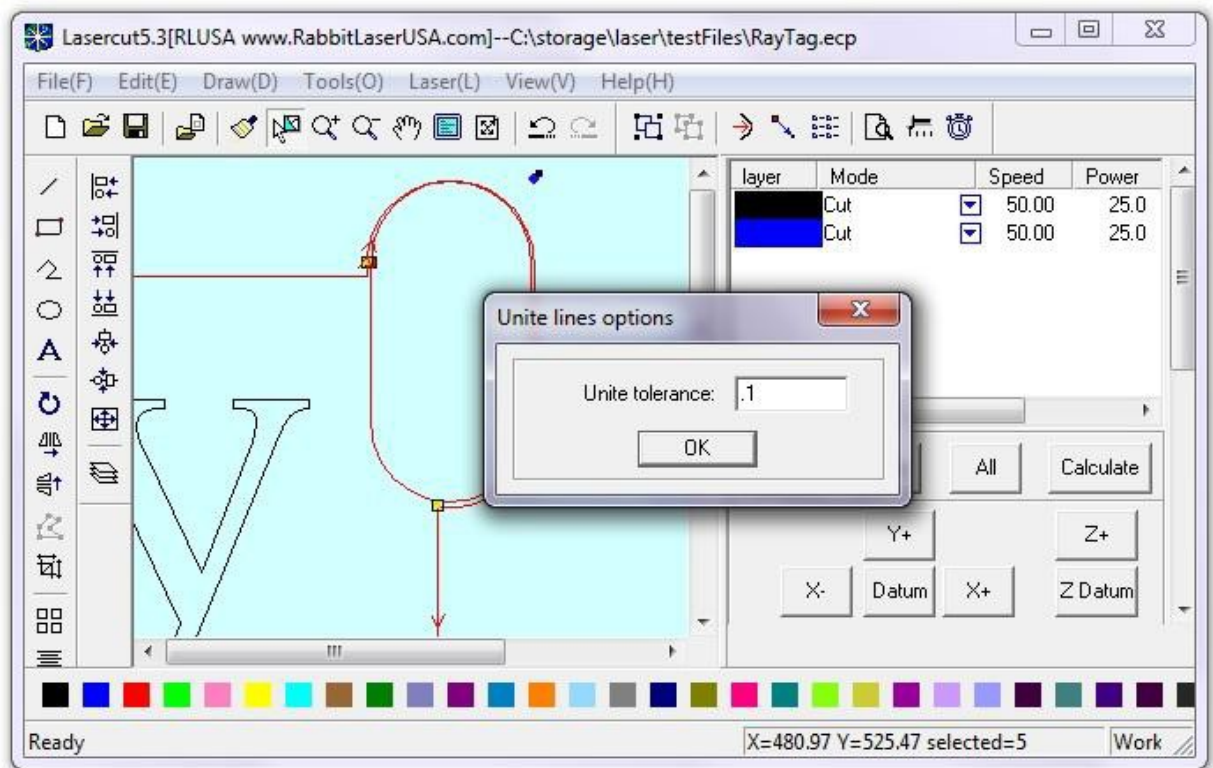 Lasercut5.3[RLUSA www.RabbitLaserUSA.com]--C:\storage\laser\testFiles\RayTag.ecp
File(F) Edit(E) Draw(D) Tools(O) Laser(L) View(V) Help(H)
layer Mode Speed Power
Cut 50.00 25.0
Cut 50.00 25.0
Unite lines options
Unite tolerance: .1
OK
All Calculate
Y+ Z+
X- Datum X+ Z Datum
y
Ready X=480.97 Y=525.47 selected=5 Work